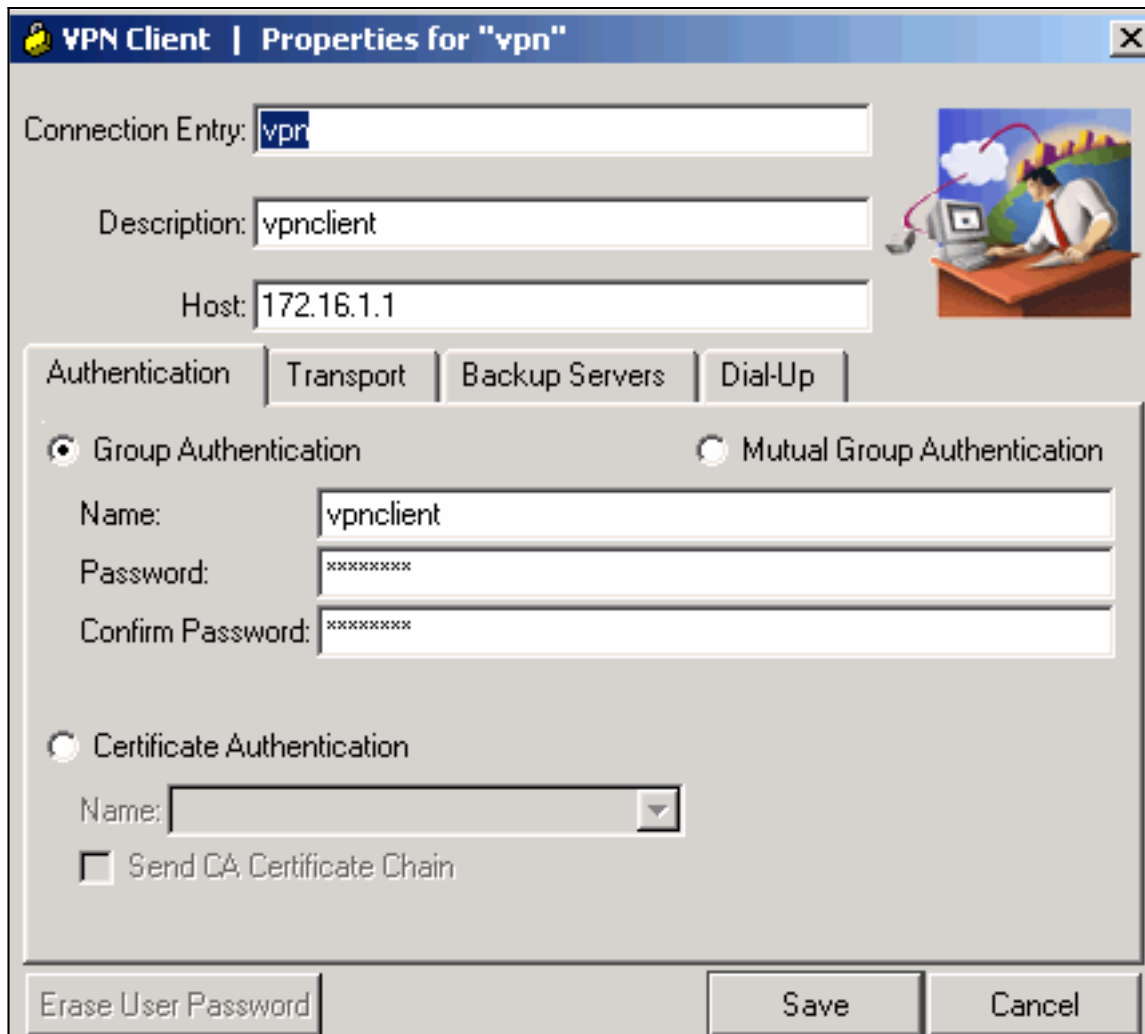 VPN Client | Properties for "vpn"
Connection Entry: vpn
Description: vpnclient
Host: 172.16.1.1
Authentication Transport Backup Servers Dial-Up
Group Authentication Mutual Group Authentication
Name: vpnclient
Password: ********
Confirm Password: ********
Certificate Authentication
Name:
Send CA Certificate Chain
Erase User Password Save Cancel